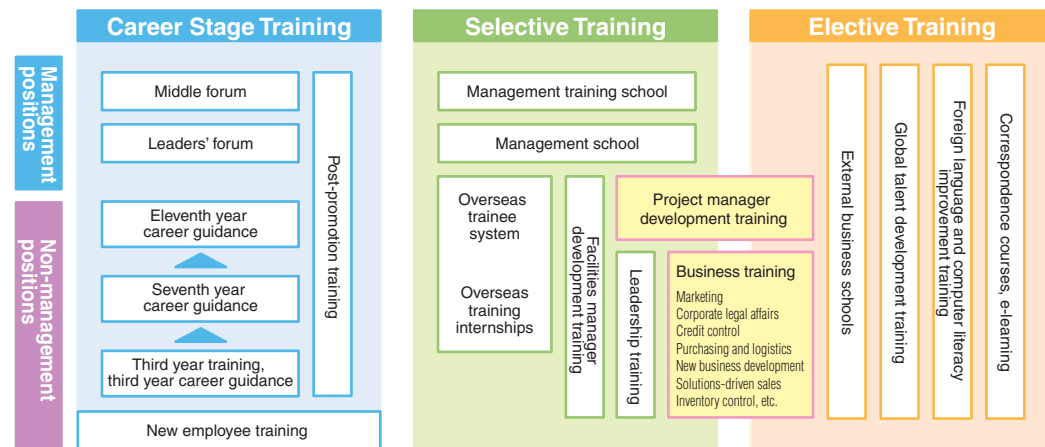 Career Stage Training
Selective Training
Elective Training
Management
positions
Non-management
positions
Middle forum
Leaders' forum
Eleventh year
career guidance
Seventh year
career guidance
Third year training,
third year career guidance
Post-promotion training
New employee training
Management training school
Management school
Overseas
trainee
system
Overseas
training
internships
Facilities manager
development training
Project manager
development training
Leadership training
Business training
Marketing
Corporate legal affairs
Credit control
Purchasing and logistics
New business development
Solutions-driven sales
Inventory control, etc.
External business schools
Global talent development training
Foreign language and computer literacy
improvement training
Correspondence courses, e-learning